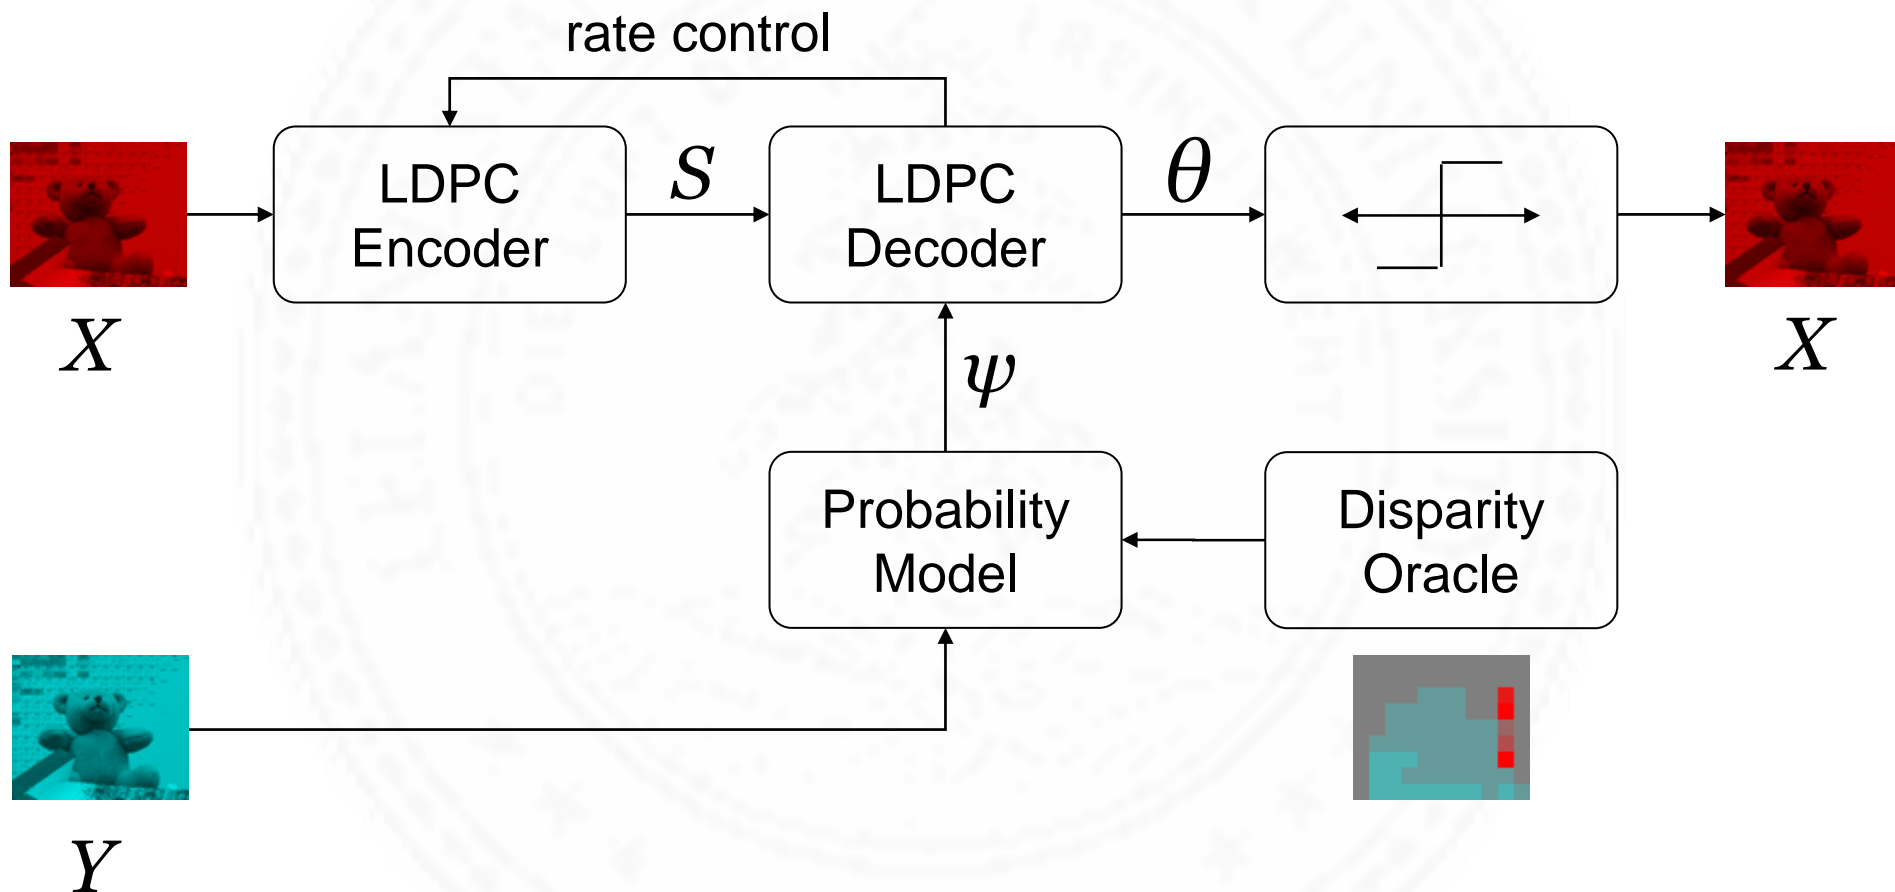 rate control
LDPC
Encoder
S
LDPC
Decoder
θ
X
X
ψ
Probability
Model
Disparity
Oracle
Y